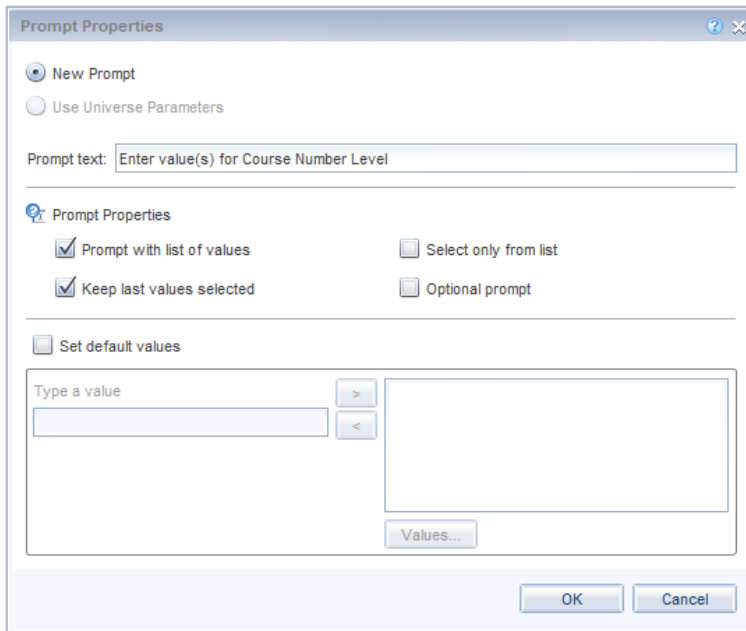 Prompt Properties
New Prompt
Use Universe Parameters
Prompt text: Enter value(s) for Course Number Level
Prompt Properties
Prompt with list of values
Select only from list
Keep last values selected
Optional prompt
Set default values
Type a value
>
<
Values...
OK
Cancel